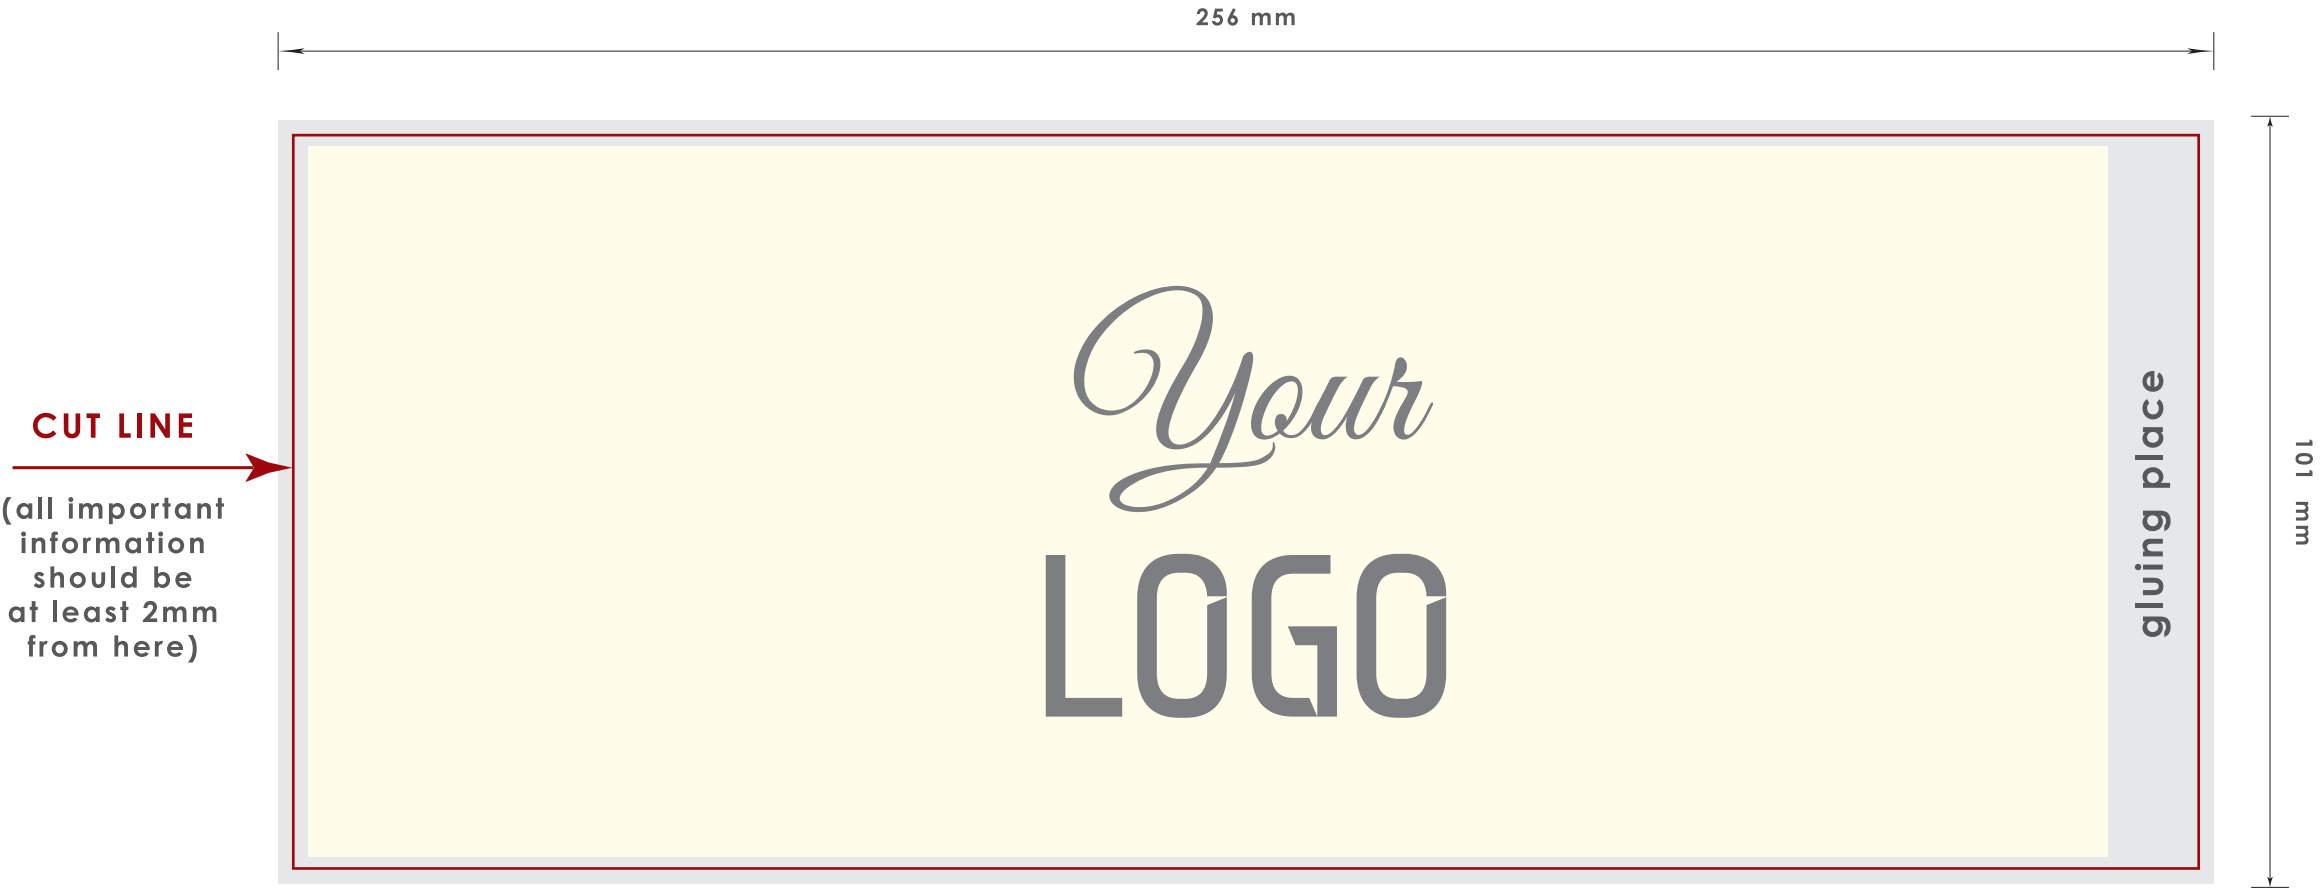 256 mm
CUT LINE
(all important
information
should be
at least 2mm
from here)
Your
LOGO
gluing place
101 mm